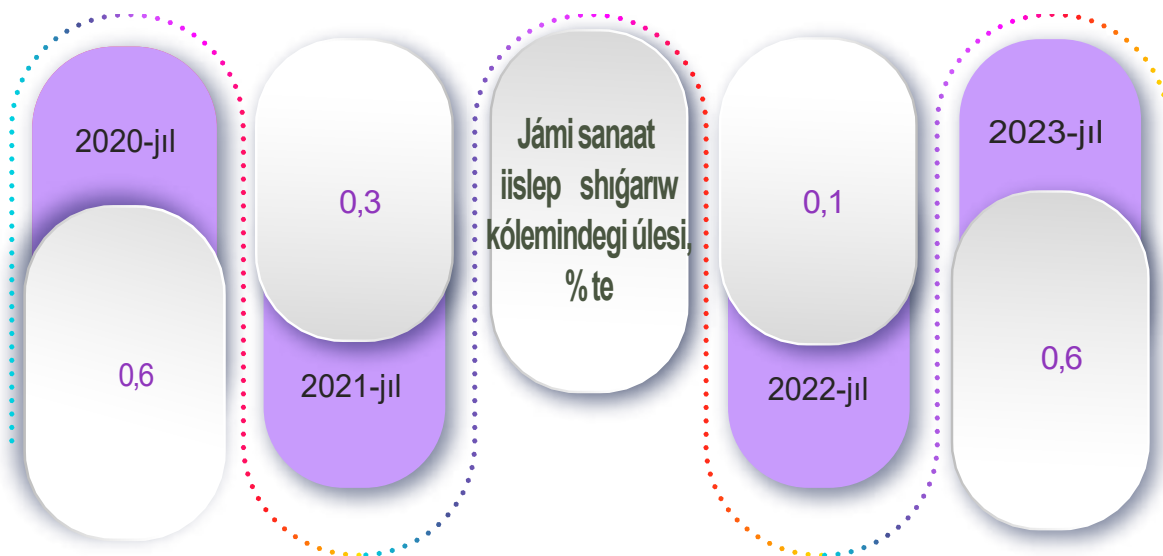 2020-jıl
0,6
0,3
2021-jıl
Jámi sanaat
iislep shıǵarıw
kólemindegi úlesi,
% te
0,1
2022-jıl
2023-jıl
0,6